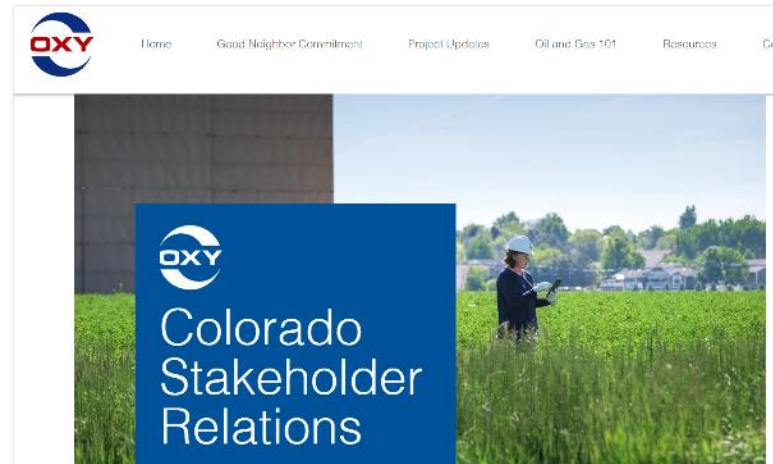 OXY
Home Good Neighbor Commitment Project Updates Oil and Gas 101 Resources
OXY
Colorado
Stakeholder
Relations